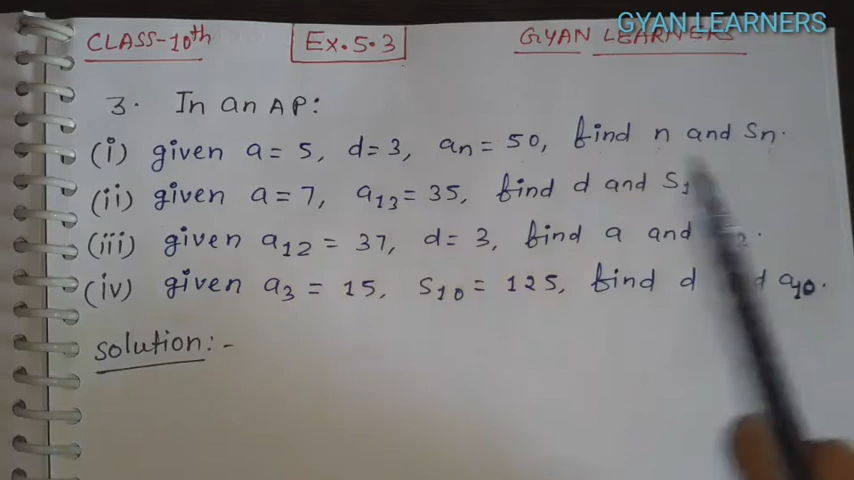 GYAN LEARNERS
CLASS-10th Ex.5.3 GYAN LEARNERS
3. In an AP:
(i) given a = 5, d = 3, an = 50, find n and Sn.
(ii) given a = 7, a13 = 35, find d and
(iii) given a12 = 37, d = 3, find a and
(iv) given a3 = 15, S10 = 125, find d a10.
Solution:-